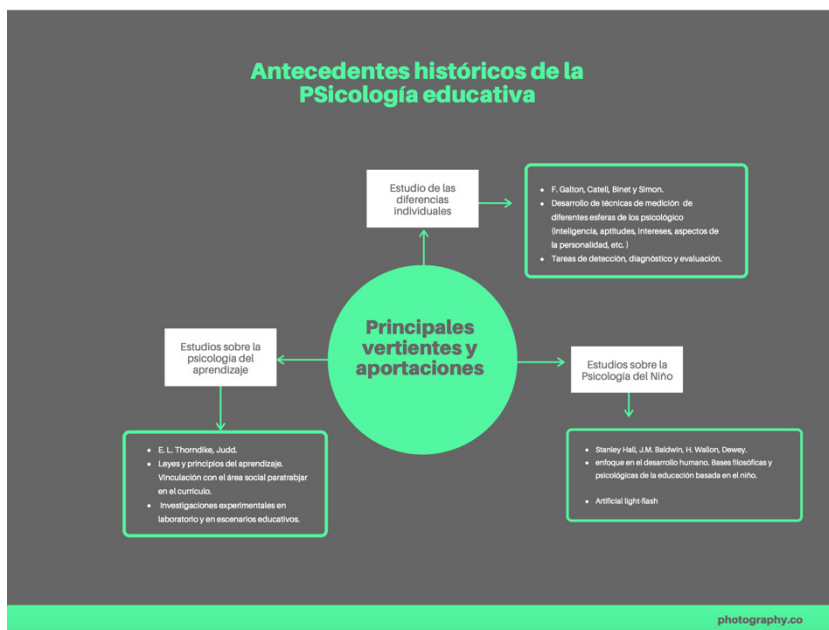 Antecedentes históricos de la
PSicología educativa
Estudio de las
diferencias
individuales
• F. Galton, Catell, Binet y Simon.
• Desarrollo de técnicas de medición de
diferentes esferas de los psicológico
(inteligencia, aptitudes, intereses, aspectos de
la personalidad, etc. )
• Tareas de detección, diagnóstico y evaluación.
Principales
vertientes y
aportaciones
Estudios sobre la
psicología del
aprendizaje
• E. L. Thorndike, Judd.
• Leyes y principios del aprendizaje.
Vinculación con el área social paratrabjar
en el currículo.
• Investigaciones experimentales en
laboratorio y en escenarios educativos.
Estudios sobre la
Psicología del Niño
• Stanley Hall, J.M. Baldwin, H. Wallon, Dewey.
• enfoque en el desarrollo humano. Bases filosóficas y
psicológicas de la educación basada en el niño.
• Artificial light-flash
photography.co